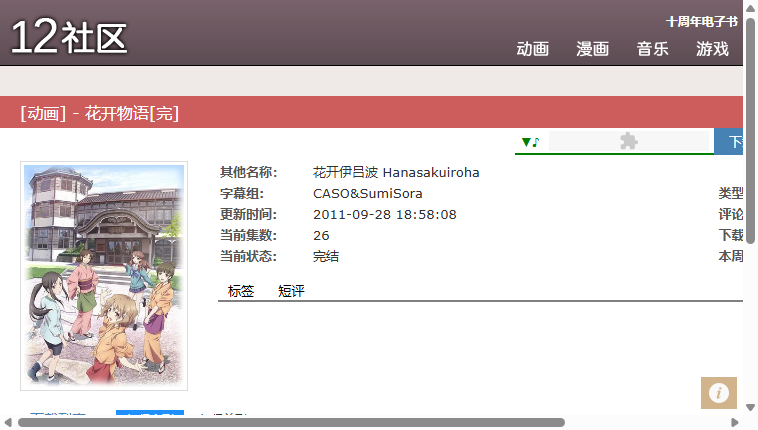 12社区
十周年电子书
动画 漫画 音乐 游戏
[动画] - 花开物语[完]
▼♪
下
其他名称: 花开伊吕波 Hanasakuiroha
字幕组: CASO&SumiSora 类型
更新时间: 2011-09-28 18:58:08 评论
当前集数: 26 下载
当前状态: 完结 本周
标签 短评